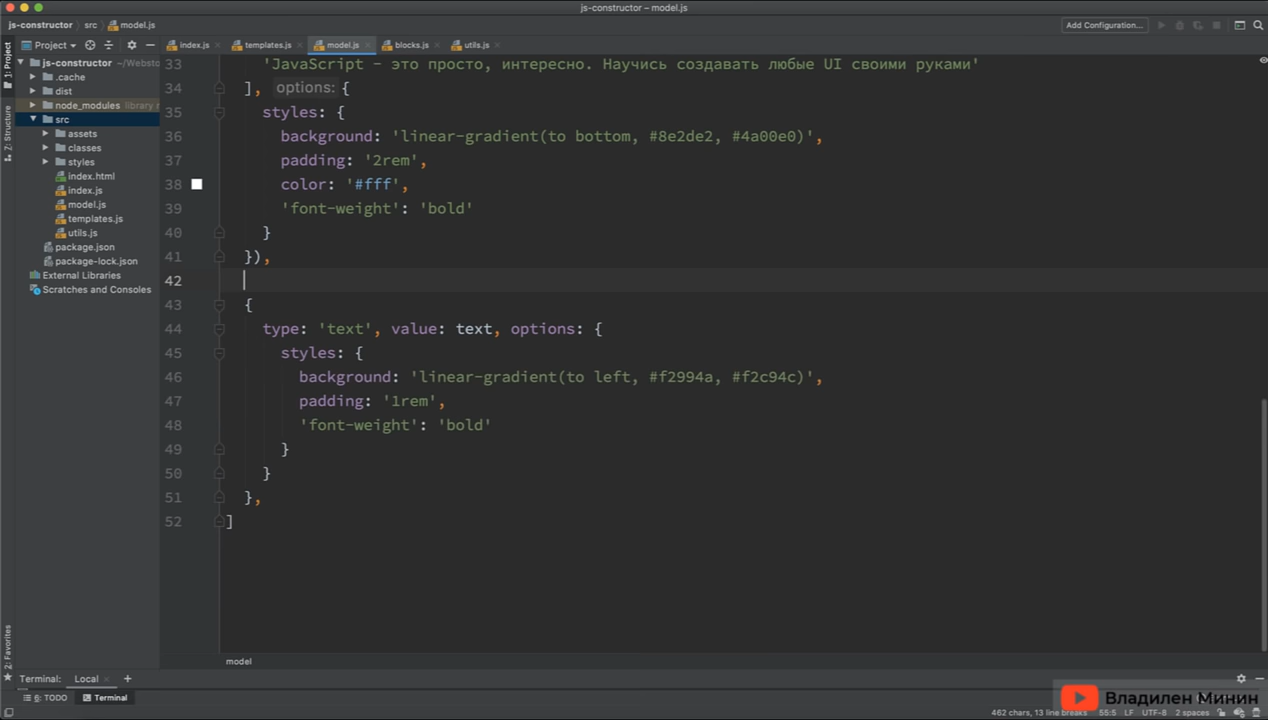 js-constructor – model.js
js-constructor src model.js Add Configuration...
Project index.js templates.js model.js blocks.js utils.js
1: Project
Z: Structure
2: Favorites
js-constructor ~/Websto
.cache
dist
node_modules library r
src
assets
classes
styles
index.html
index.js
model.js
templates.js
utils.js
package.json
package-lock.json
External Libraries
Scratches and Consoles
33 'JavaScript – это просто, интересно. Научись создавать любые UI своими руками'
34 ], options: {
35 styles: {
36 background: 'linear-gradient(to bottom, #8e2de2, #4a00e0)',
37 padding: '2rem',
38 color: '#fff',
39 'font-weight': 'bold'
40 }
41 }),
42
43 {
44 type: 'text', value: text, options: {
45 styles: {
46 background: 'linear-gradient(to left, #f2994a, #f2c94c)',
47 padding: '1rem',
48 'font-weight': 'bold'
49 }
50 }
51 },
52 ]
model
Terminal: Local +
6: TODO Terminal
Владилен Минин
462 chars, 13 line breaks 55:5 LF UTF-8 2 spaces